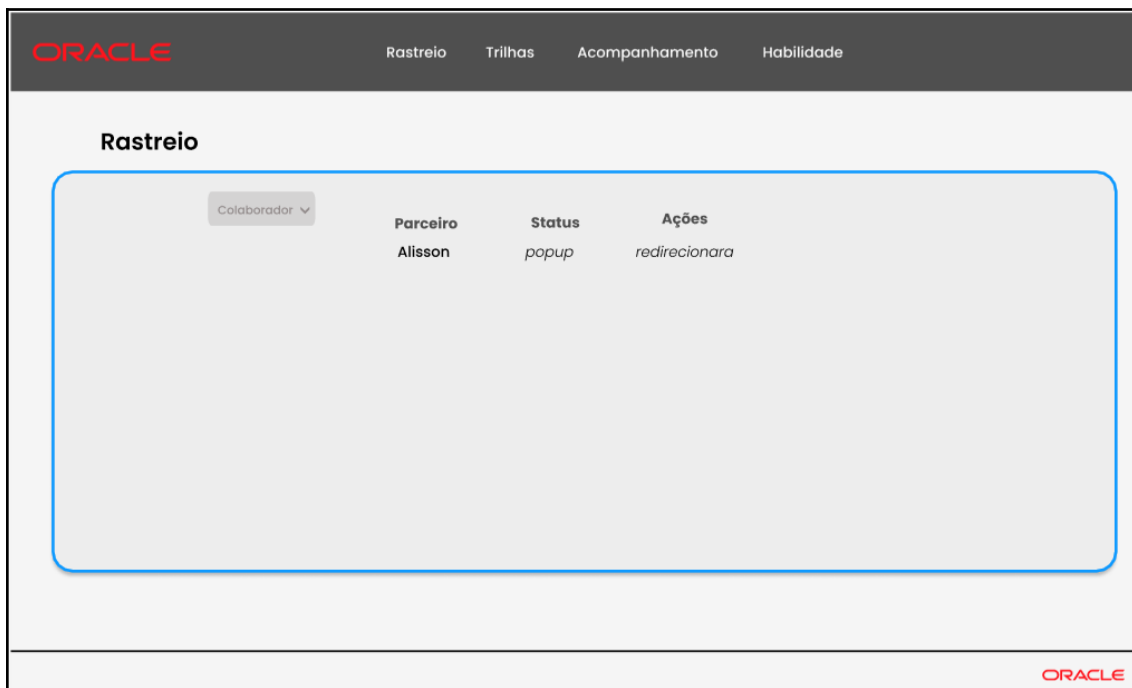 ORACLE
Rastreio Trilhas Acompanhamento Habilidade
Rastreio
Colaborador
Parceiro Status Ações
Alisson popup redirecionara
ORACLE